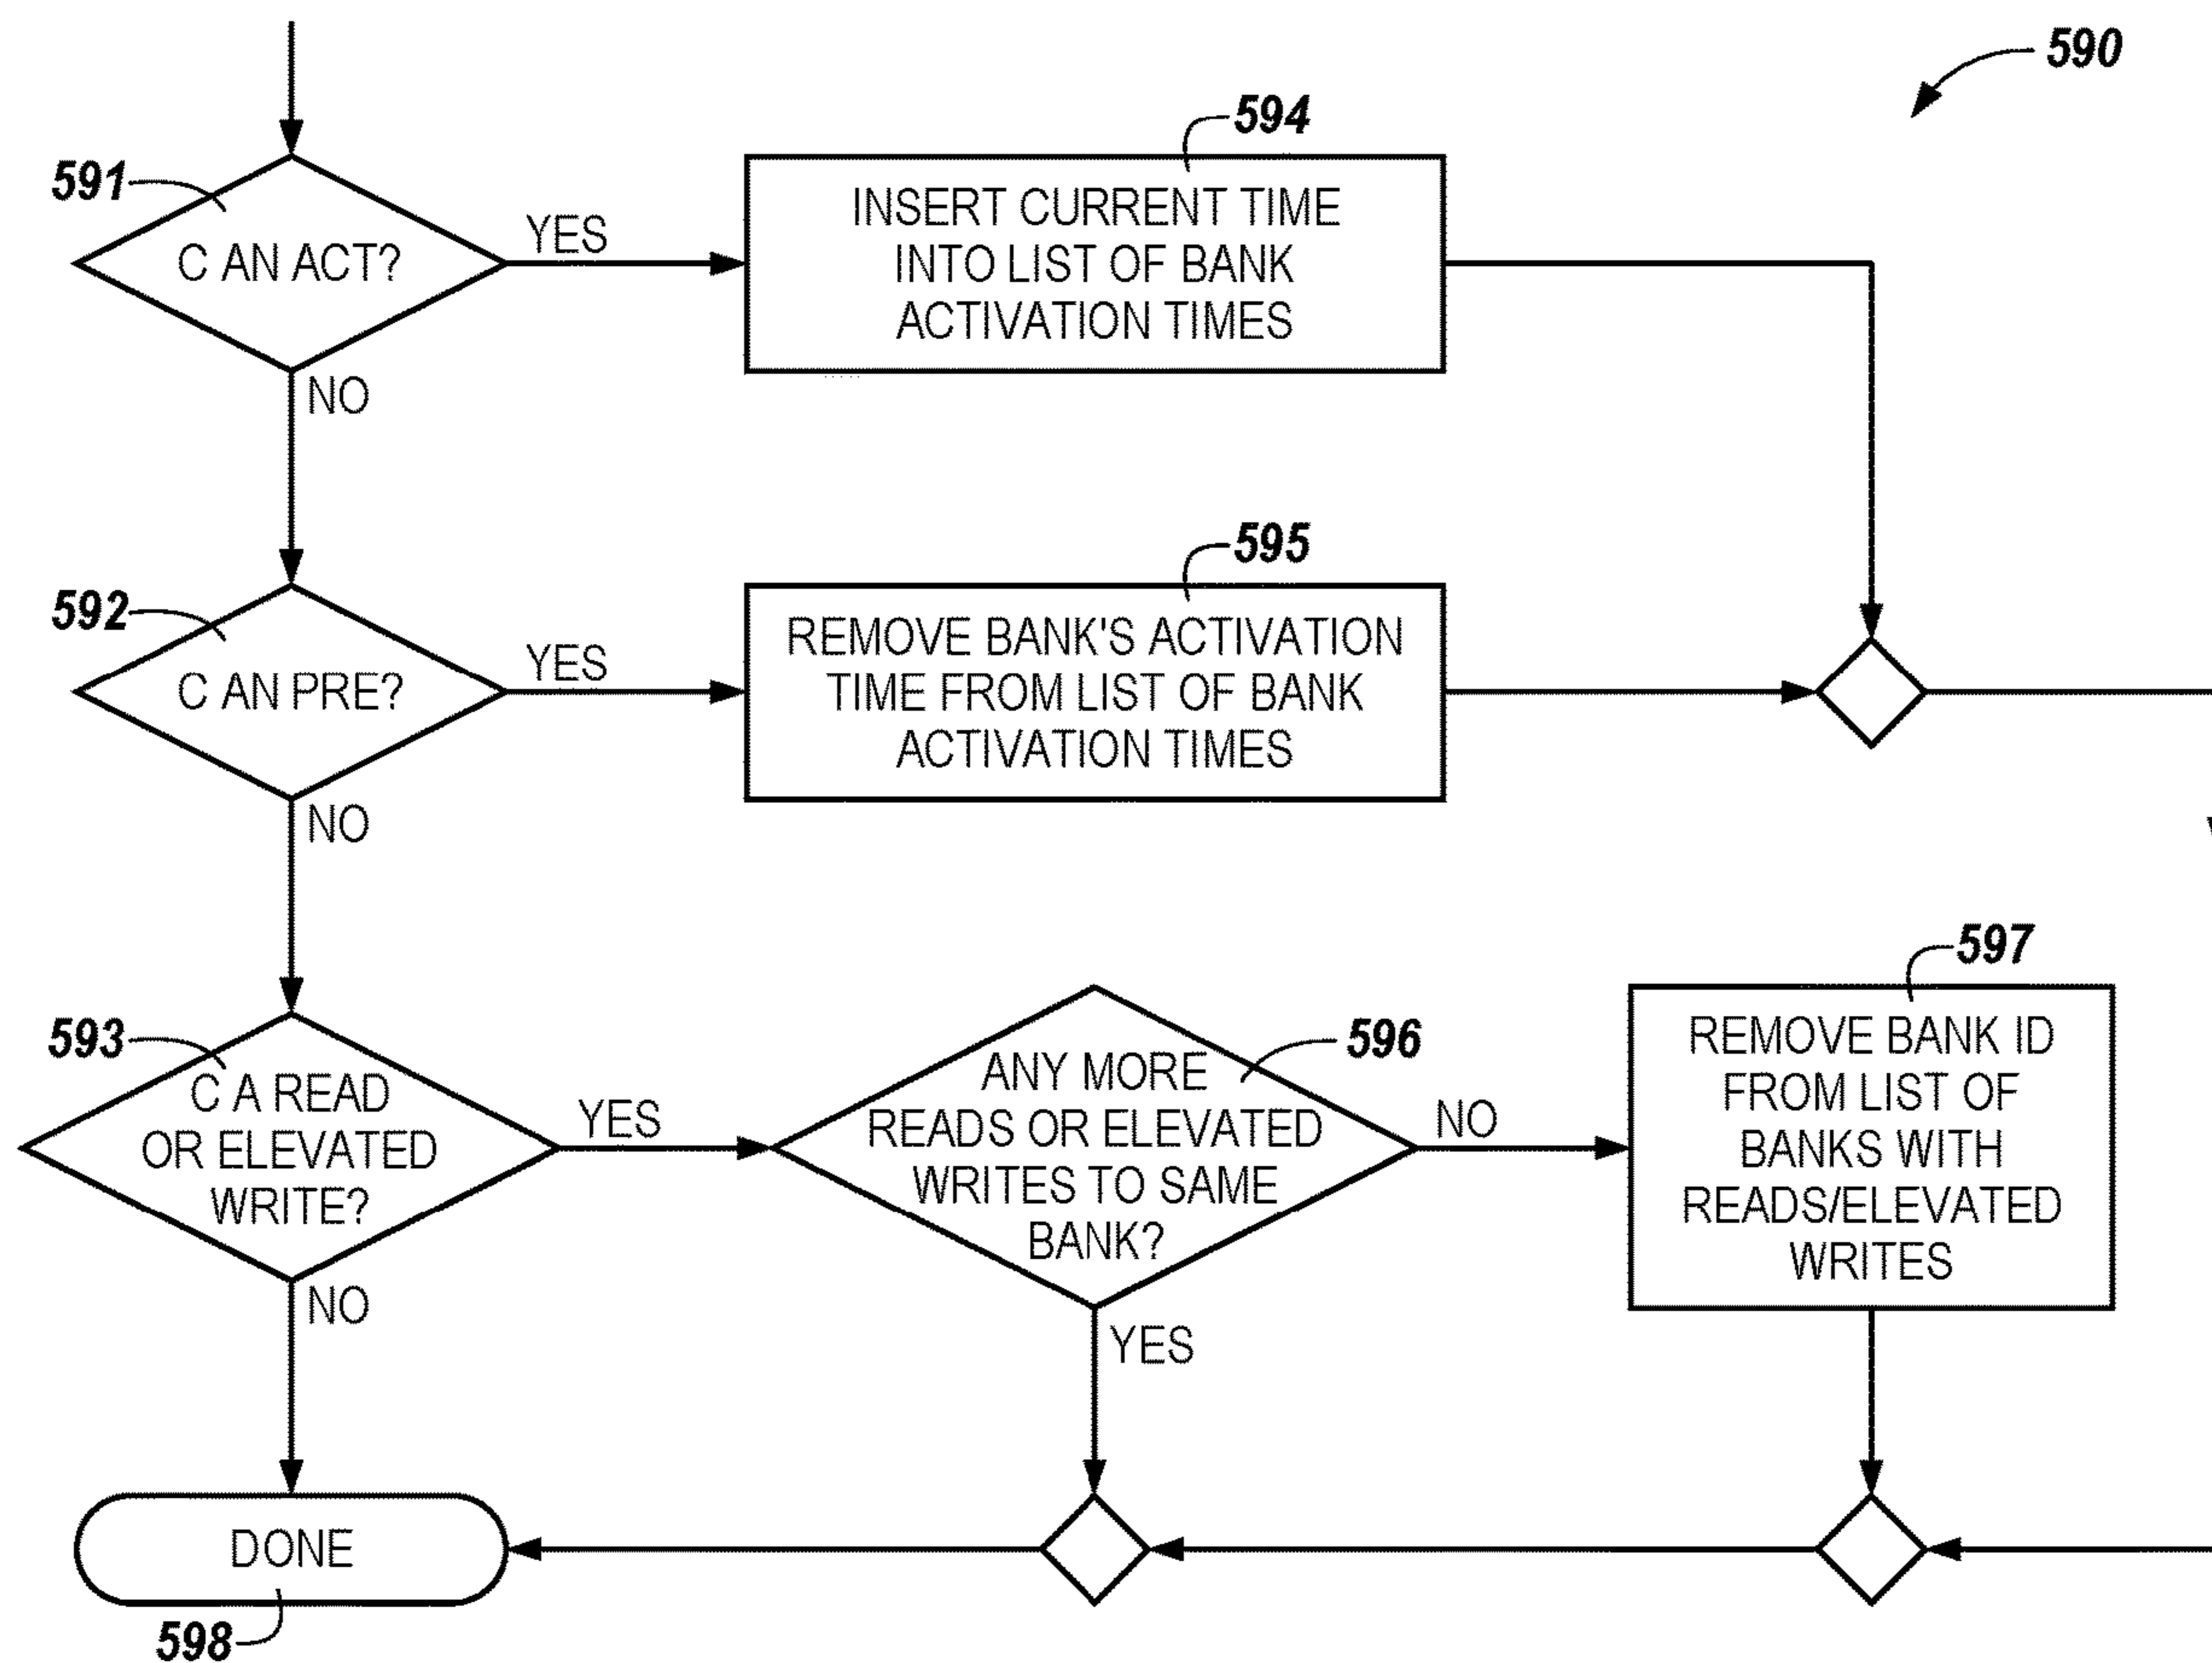 590
594
591
INSERT CURRENT TIME
INTO LIST OF BANK
ACTIVATION TIMES
C AN ACT?
YES
NO
595
592
REMOVE BANK'S ACTIVATION
TIME FROM LIST OF BANK
ACTIVATION TIMES
C AN PRE?
YES
NO
597
593
596
C A READ
OR ELEVATED
WRITE?
YES
ANY MORE
READS OR ELEVATED
WRITES TO SAME
BANK?
NO
REMOVE BANK ID
FROM LIST OF
BANKS WITH
READS/ELEVATED
WRITES
NO
YES
DONE
598